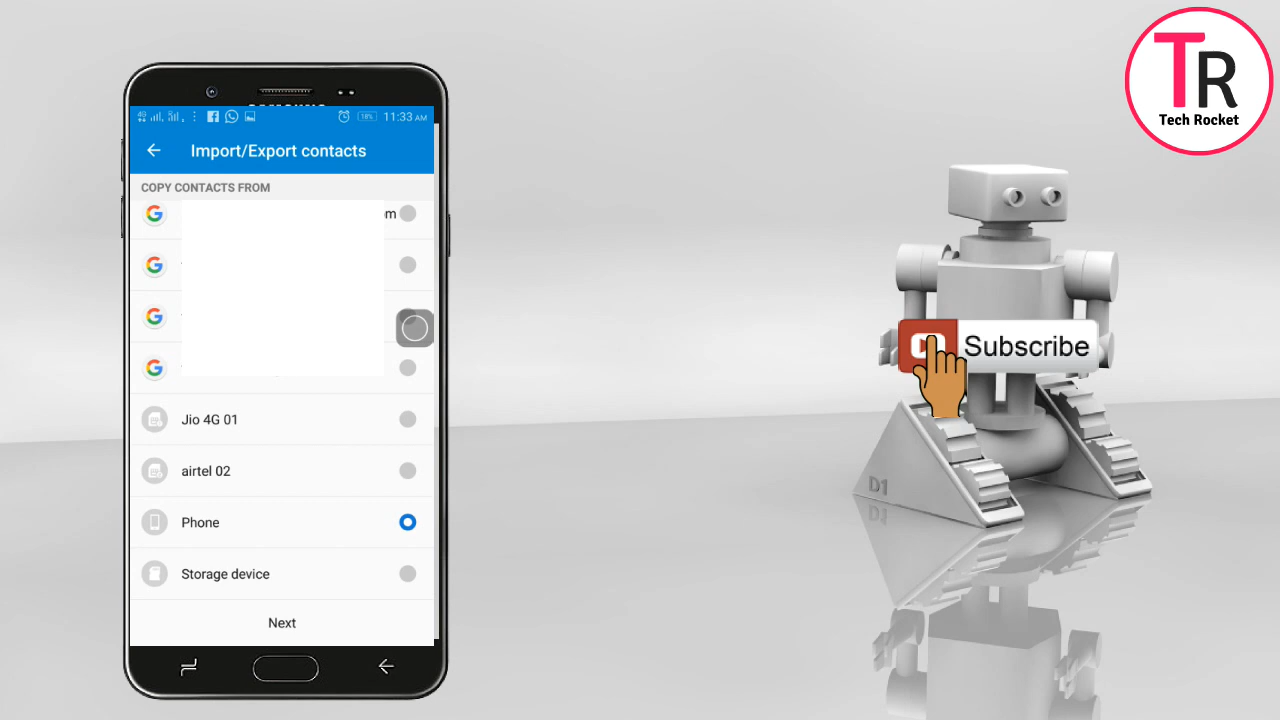 11:33 AM
Import/Export contacts
COPY CONTACTS FROM
om
Jio 4G 01
airtel 02
Phone
Storage device
Next
TR
Tech Rocket
Subscribe
D1